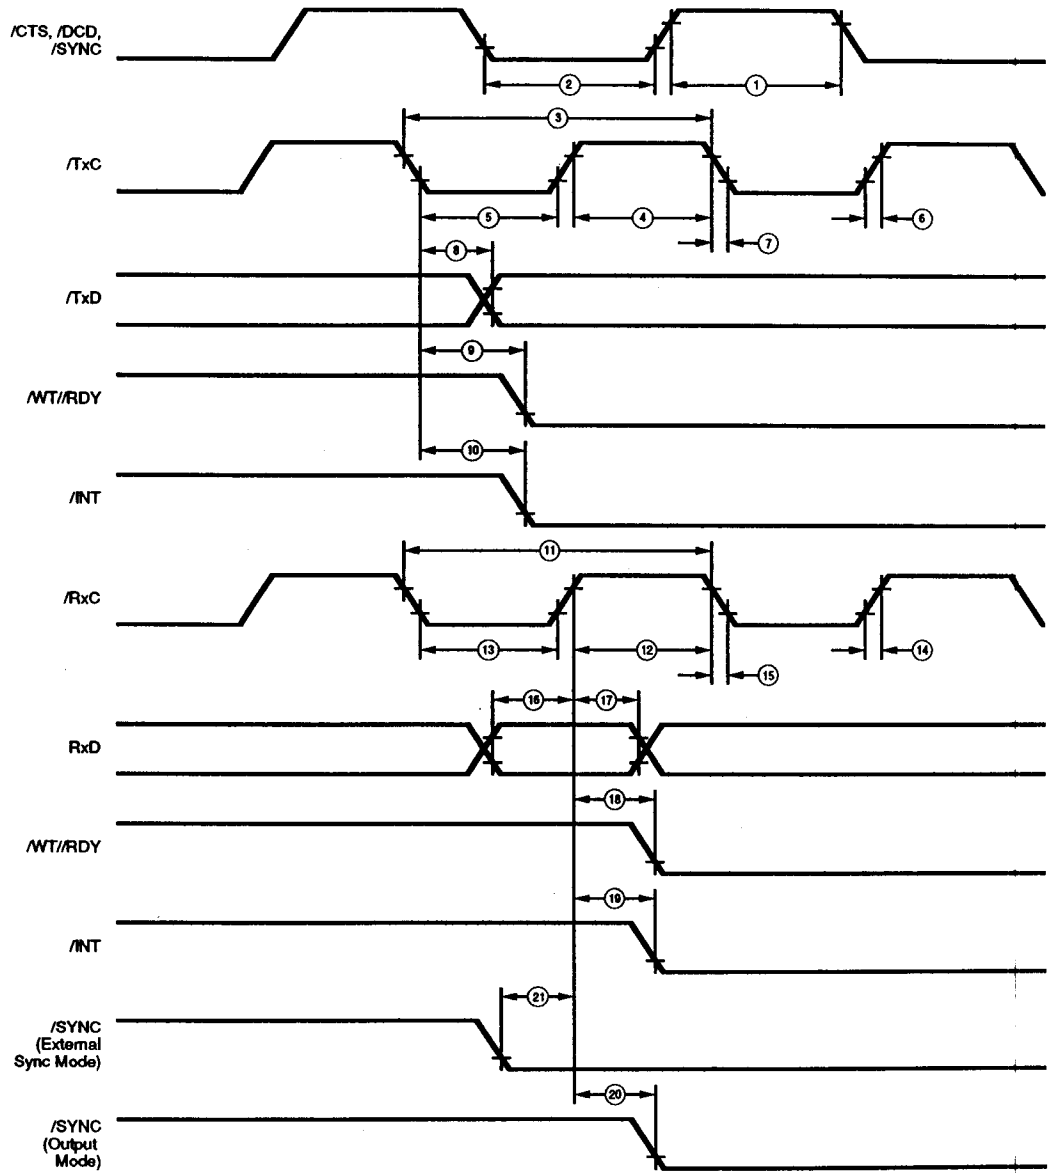 /CTS, /DCD,
/SYNC
2
1
3
/TxC
5
4
6
7
8
/TxD
9
/WT//RDY
10
/INT
11
/RxC
13
12
14
15
16
17
RxD
18
/WT//RDY
19
/INT
21
/SYNC
(External
Sync Mode)
20
/SYNC
(Output
Mode)